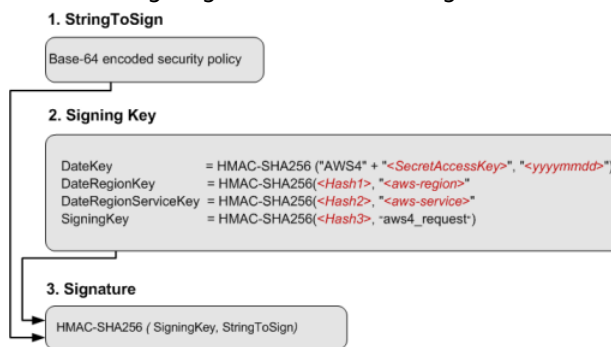 1. StringToSign
Base-64 encoded security policy
2. Signing Key
DateKey = HMAC-SHA256 ("AWS4" + "<SecretAccessKey>", "<yyyymmdd>")
DateRegionKey = HMAC-SHA256(<Hash1>, "<aws-region>"
DateRegionServiceKey = HMAC-SHA256(<Hash2>, "<aws-service>"
SigningKey = HMAC-SHA256(<Hash3>, "aws4_request")
3. Signature
HMAC-SHA256 ( SigningKey, StringToSign)